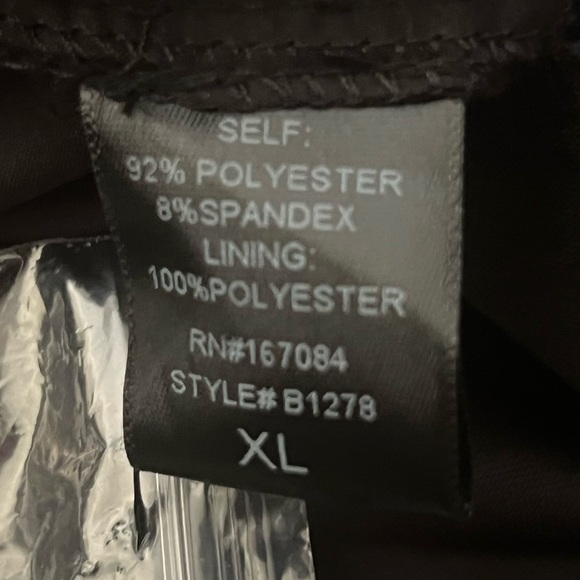 SELF:
92% POLYESTER
8%SPANDEX
LINING:
100%POLYESTER
RN#167084
STYLE# B1278
XL